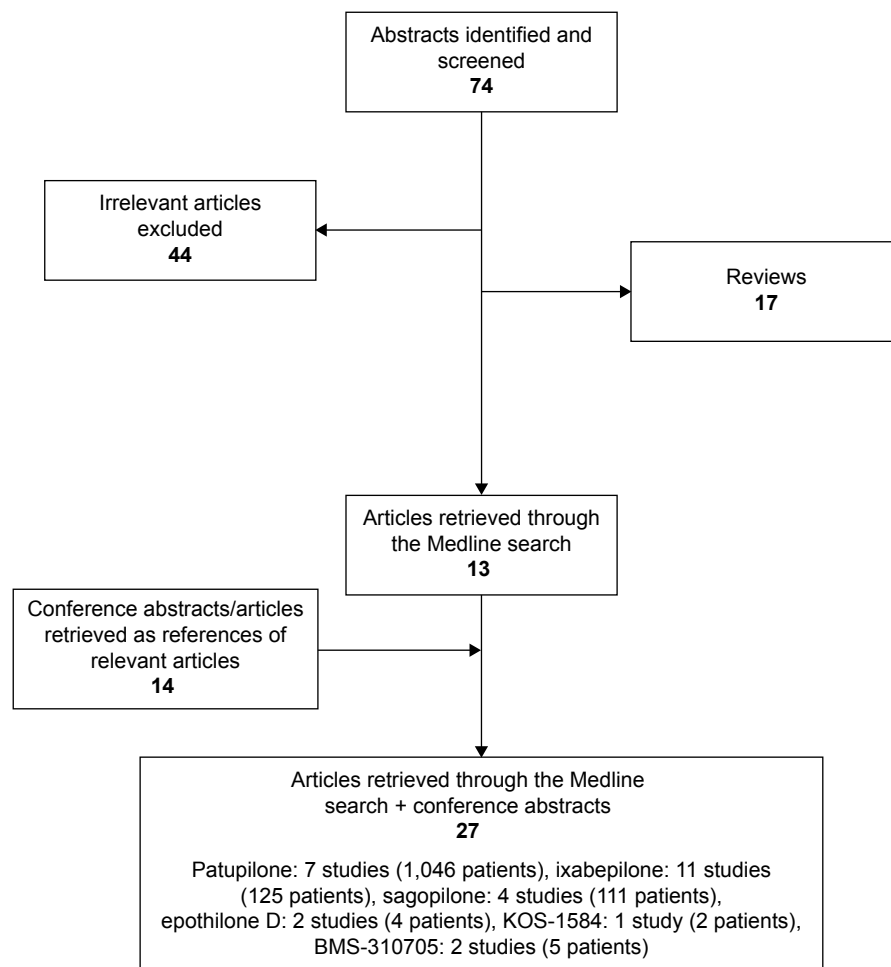 Abstracts identified and
screened
74
Irrelevant articles
excluded
44
Reviews
17
Articles retrieved through
the Medline search
13
Conference abstracts/articles
retrieved as references of
relevant articles
14
Articles retrieved through the Medline
search + conference abstracts
27
Patupilone: 7 studies (1,046 patients), ixabepilone: 11 studies
(125 patients), sagopilone: 4 studies (111 patients),
epothilone D: 2 studies (4 patients), KOS-1584: 1 study (2 patients),
BMS-310705: 2 studies (5 patients)